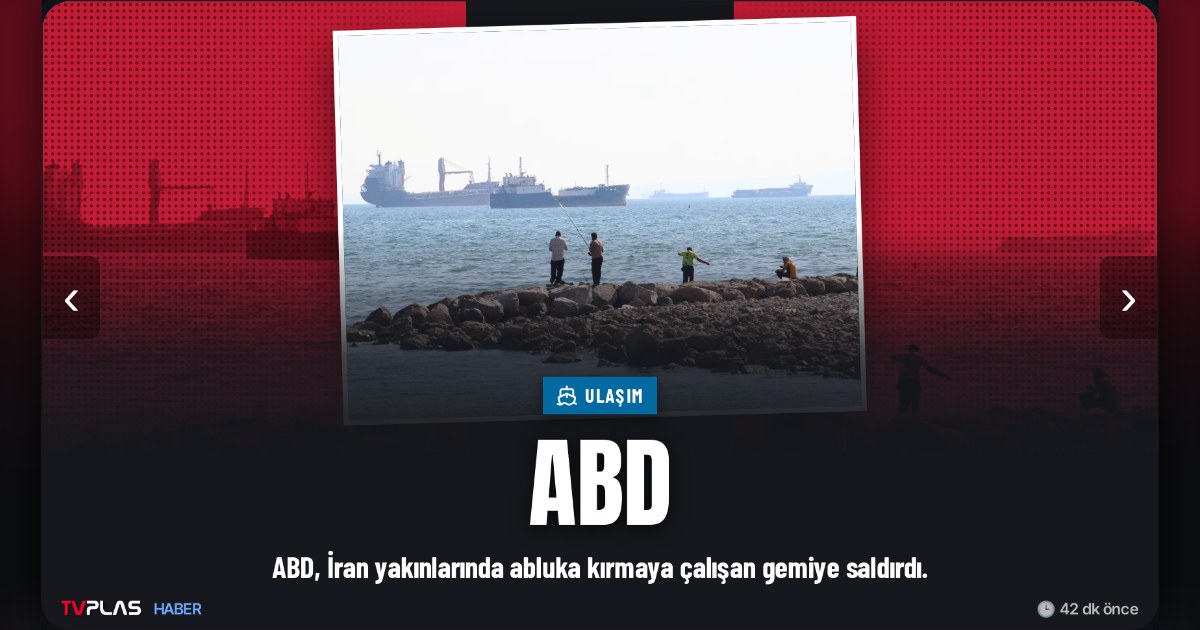 ULAŞIM
ABD
ABD, İran yakınlarında abluka kırmaya çalışan gemiye saldırdı.
TVPLAS HABER
42 dk önce